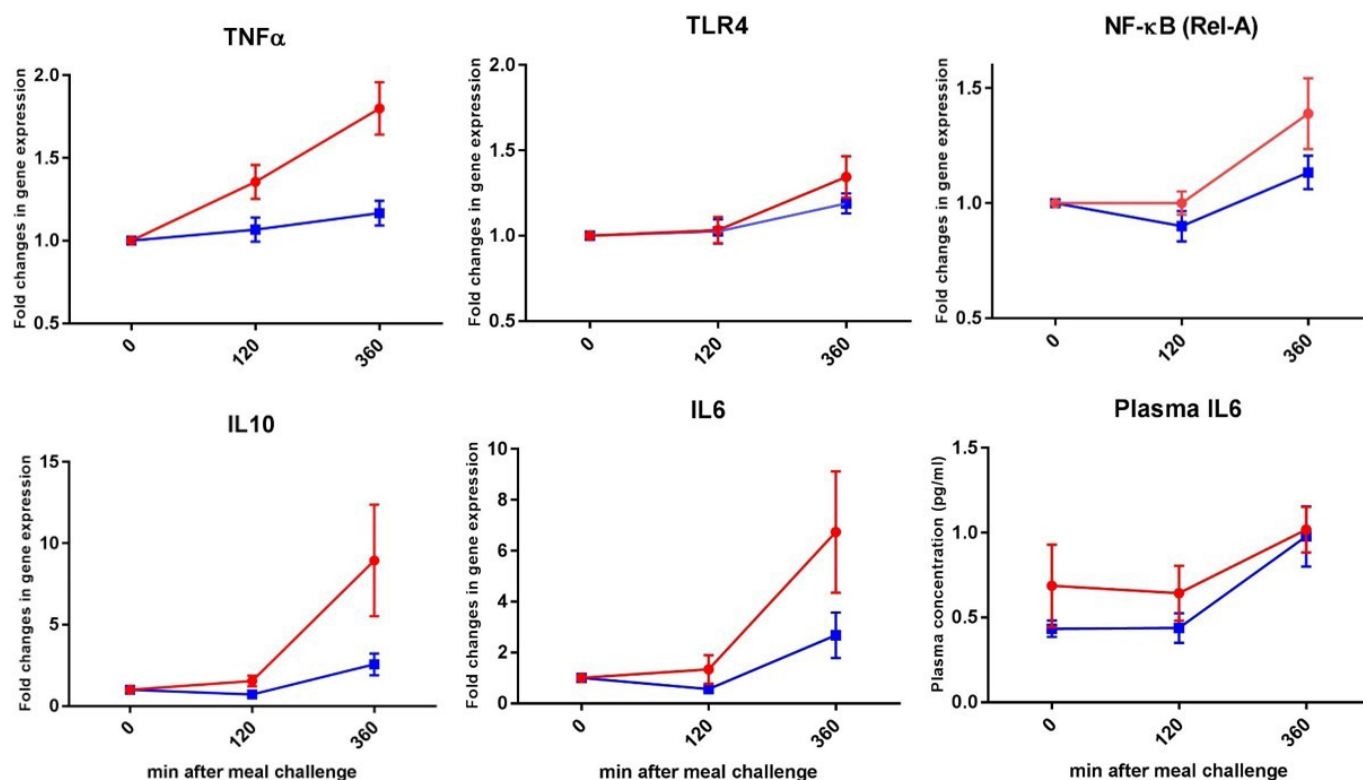 TNFα
Fold changes in gene expression
2.0
1.5
1.0
0.5
0
120
360
TLR4
Fold changes in gene expression
2.0
1.5
1.0
0.5
0
120
360
NF-κB (Rel-A)
Fold changes in gene expression
1.5
1.0
0.5
0
120
360
IL10
Fold changes in gene expression
15
10
5
0
0
120
360
min after meal challenge
IL6
Fold changes in gene expression
10
8
6
4
2
0
0
120
360
min after meal challenge
Plasma IL6
Plasma concentration (pg/ml)
1.5
1.0
0.5
0.0
0
120
360
min after meal challenge